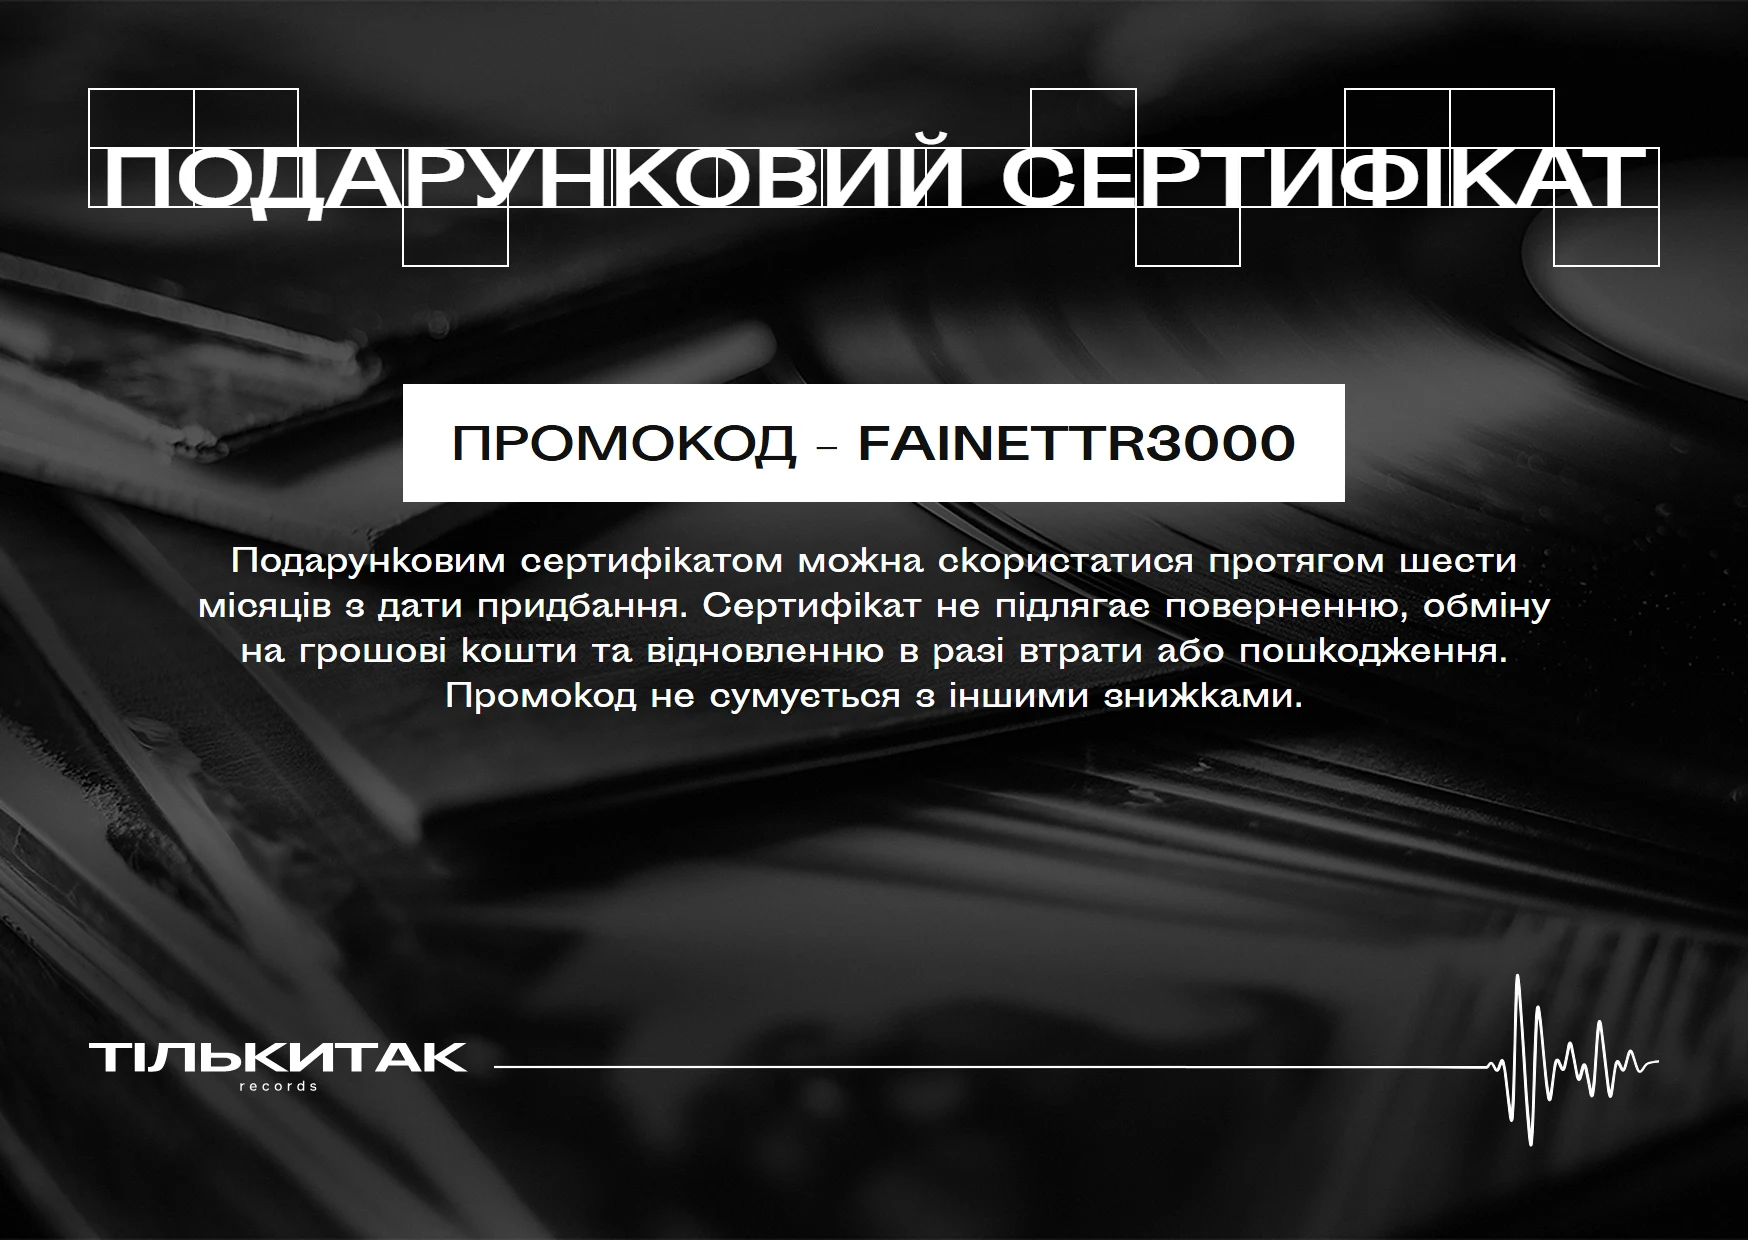 ПОДАРУНКОВИЙ СЕРТИФІКАТ
ПРОМОКОД – FAINETTR3000
Подарунковим сертифікатом можна скористатися протягом шести
місяців з дати придбання. Сертифікат не підлягає поверненню, обміну
на грошові кошти та відновленню в разі втрати або пошкодження.
Промокод не сумується з іншими знижками.
ТІЛЬКИТАК
records